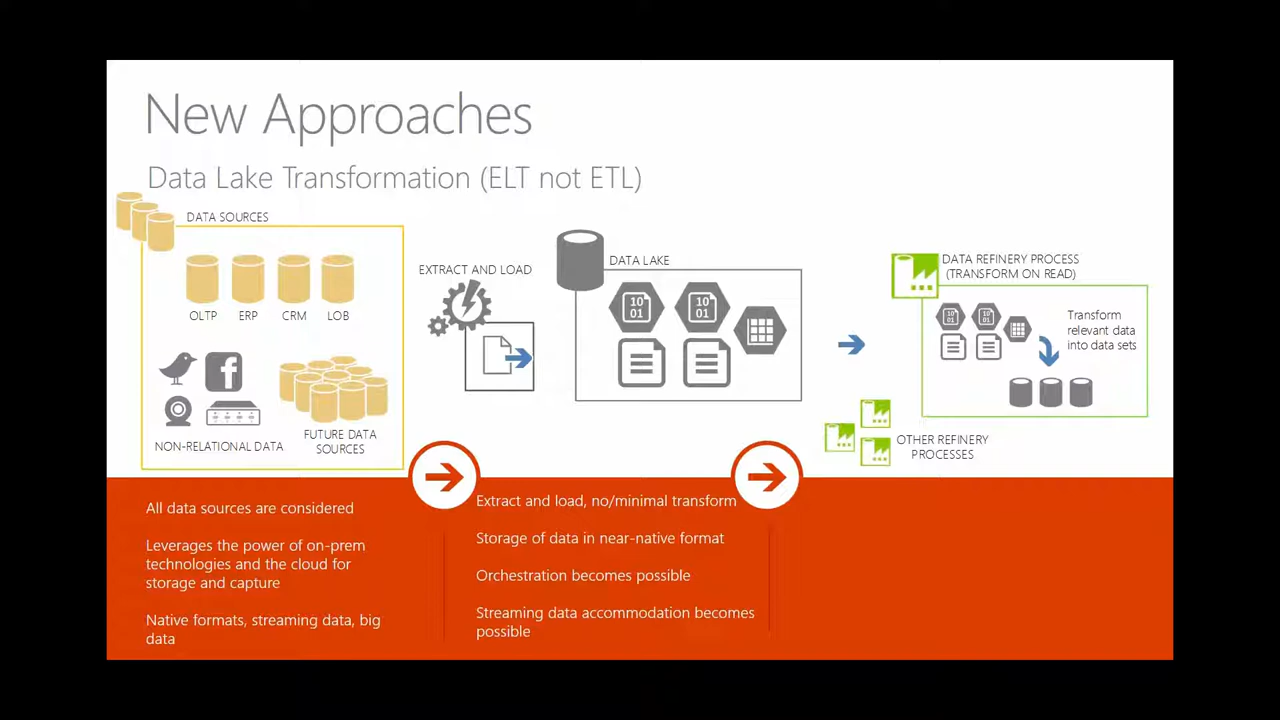 New Approaches
Data Lake Transformation (ELT not ETL)
DATA SOURCES
OLTP
ERP
CRM
LOB
NON-RELATIONAL DATA
FUTURE DATA
SOURCES
EXTRACT AND LOAD
DATA LAKE
10
01
10
01
DATA REFINERY PROCESS
(TRANSFORM ON READ)
10
01
10
01
Transform
relevant data
into data sets
OTHER REFINERY
PROCESSES
All data sources are considered
Leverages the power of on-prem
technologies and the cloud for
storage and capture
Native formats, streaming data, big
data
Extract and load, no/minimal transform
Storage of data in near-native format
Orchestration becomes possible
Streaming data accommodation becomes
possible